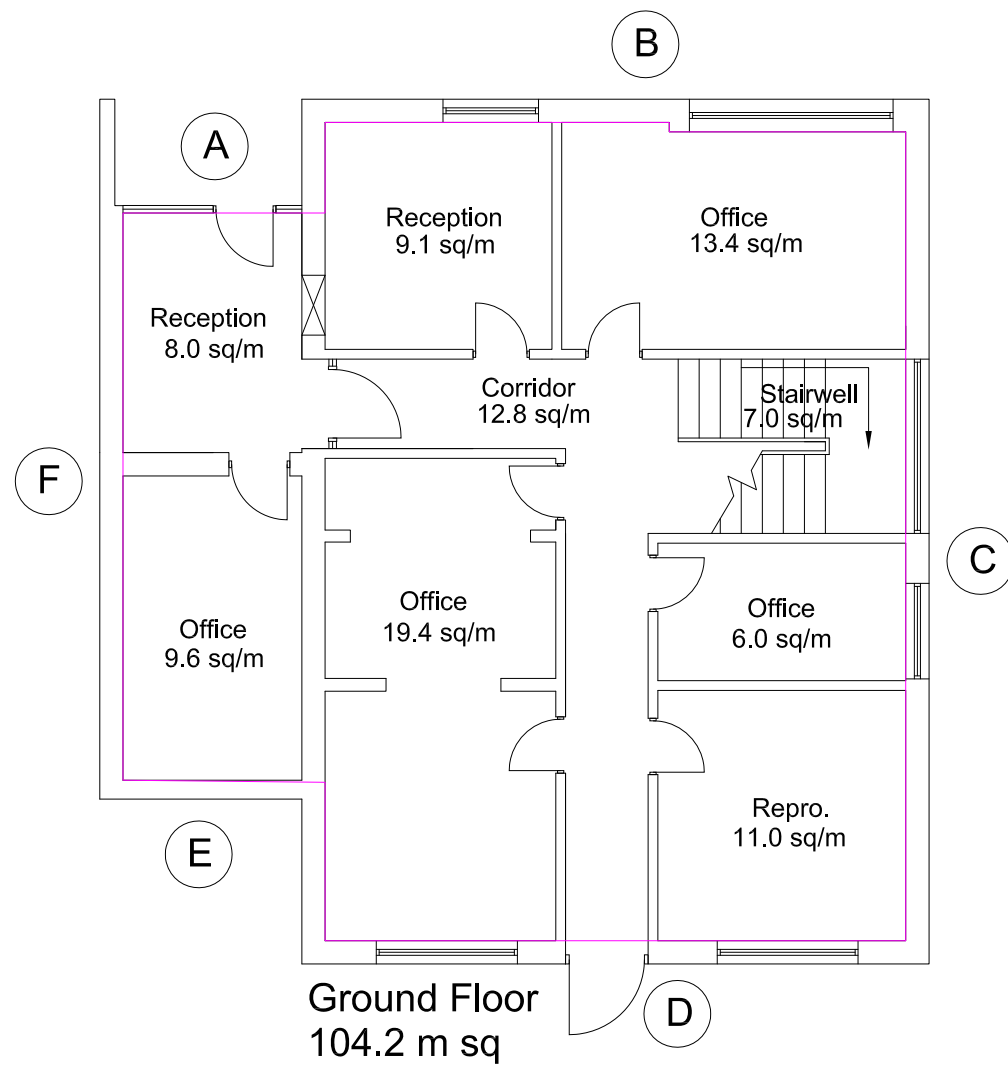 B
A
Reception
9.1 sq/m
Office
13.4 sq/m
Reception
8.0 sq/m
Corridor
12.8 sq/m
Stairwell
7.0 sq/m
F
C
Office
9.6 sq/m
Office
19.4 sq/m
Office
6.0 sq/m
Repro.
11.0 sq/m
E
D
Ground Floor
104.2 m sq